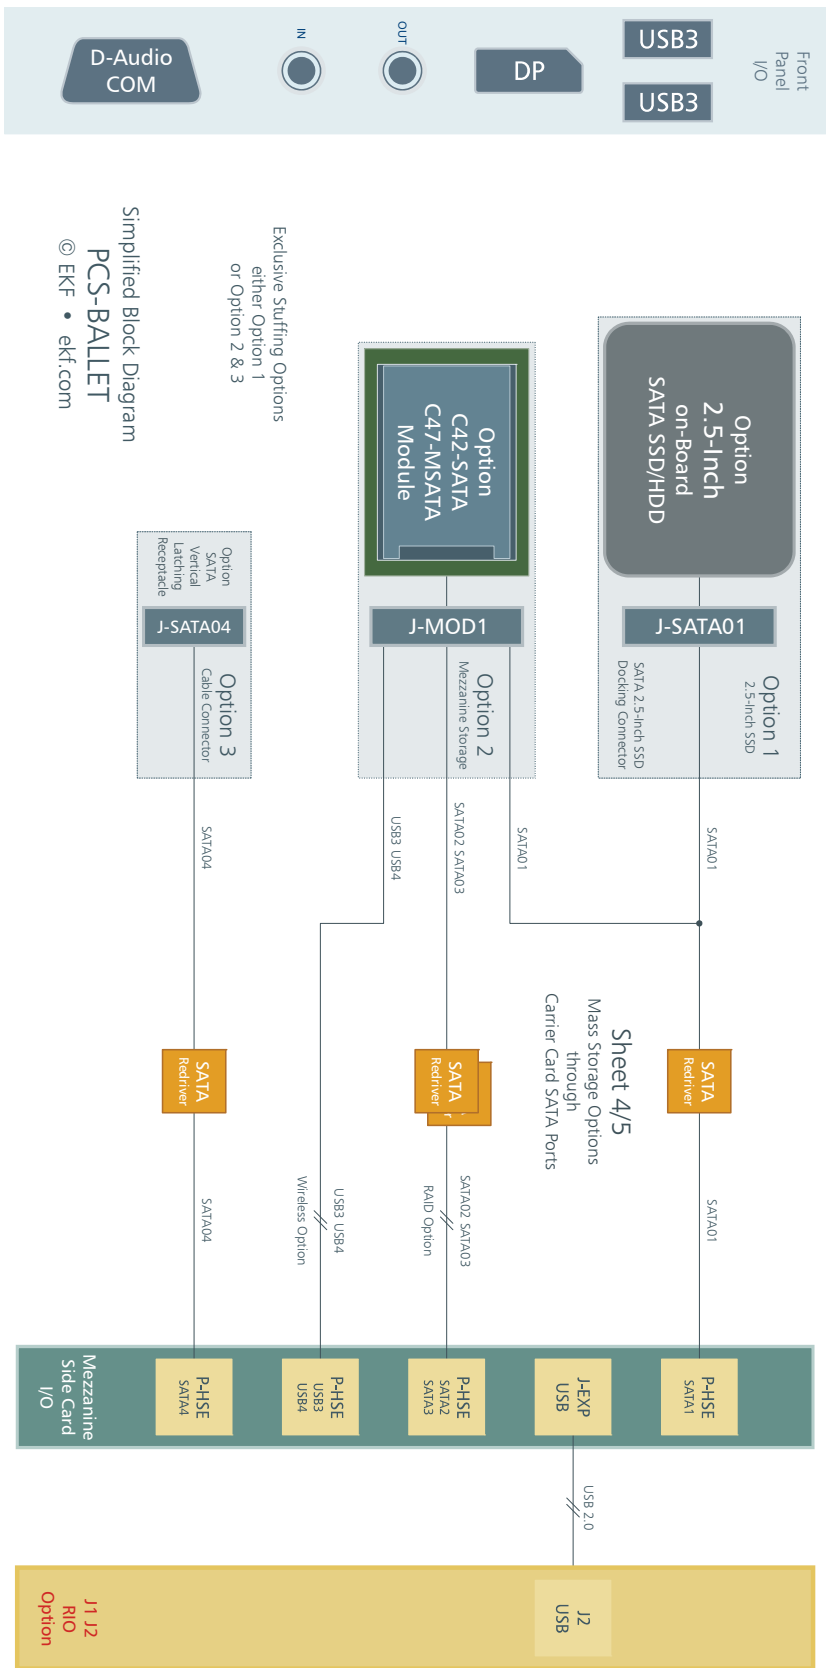 Front
Panel
I/O
USB3
USB3
DP
OUT
IN
D-Audio
COM
Simplified Block Diagram
PCS-BALLET
© EKF • ekf.com
Exclusive Stuffing Options
either Option 1
or Option 2 & 3
Option
2.5-Inch
on-Board
SATA SSD/HDD
J-SATA01
Option 1
2.5-Inch SSD
SATA 2.5-Inch SSD
Docking Connector
Option
C42-SATA
C47-MSATA
Module
J-MOD1
Option 2
Mezzanine Storage
Option
SATA
Vertical
Latching
Receptacle
J-SATA04
Option 3
Cable Connector
SATA01
SATA01
SATA02 SATA03
USB3 USB4
SATA04
Sheet 4/5
Mass Storage Options
through
Carrier Card SATA Ports
SATA
Redriver
SATA
Redriver
r
SATA
Redriver
SATA01
SATA02 SATA03
RAID Option
USB3 USB4
Wireless Option
SATA04
P-HSE
SATA1
J-EXP
USB
P-HSE
SATA2
SATA3
P-HSE
USB3
USB4
P-HSE
SATA4
Mezzanine
Side Card
I/O
USB 2.0
J2
USB
J1 J2
RIO
Option